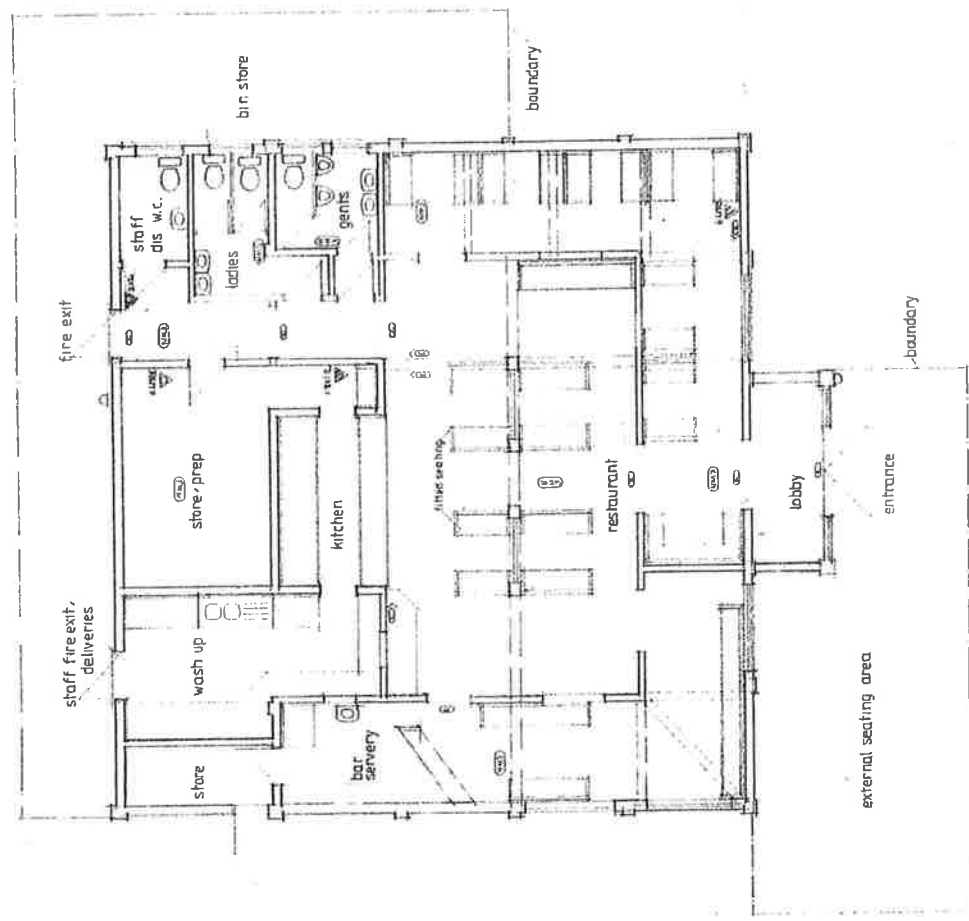 bin store
boundary
fire exit
staff
dis w.c.
ladies
gents
store/prep
kitchen
fitted seating
staff fire exit/
deliveries
wash up
store
bar
servery
restaurant
lobby
entrance
boundary
external seating area